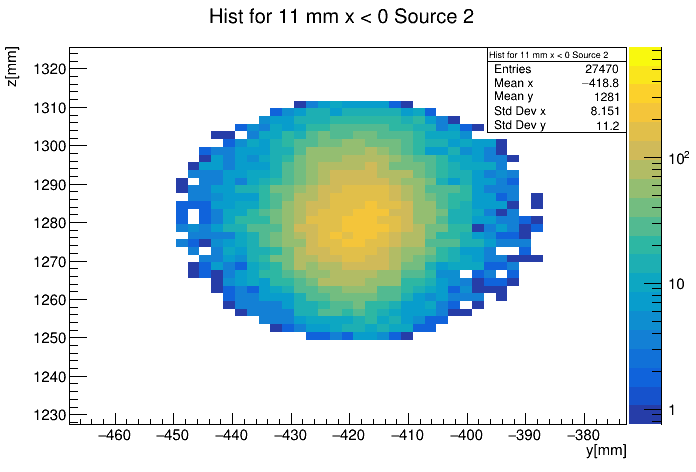 Hist for 11 mm x < 0 Source 2
z[mm]
Hist for 11 mm x < 0 Source 2
Entries 27470
Mean x −418.8
Mean y 1281
Std Dev x 8.151
Std Dev y 11.2
1320
1310
1300
1290
1280
1270
1260
1250
1240
1230
10²
10
1
−460 −450 −440 −430 −420 −410 −400 −390 −380
y[mm]